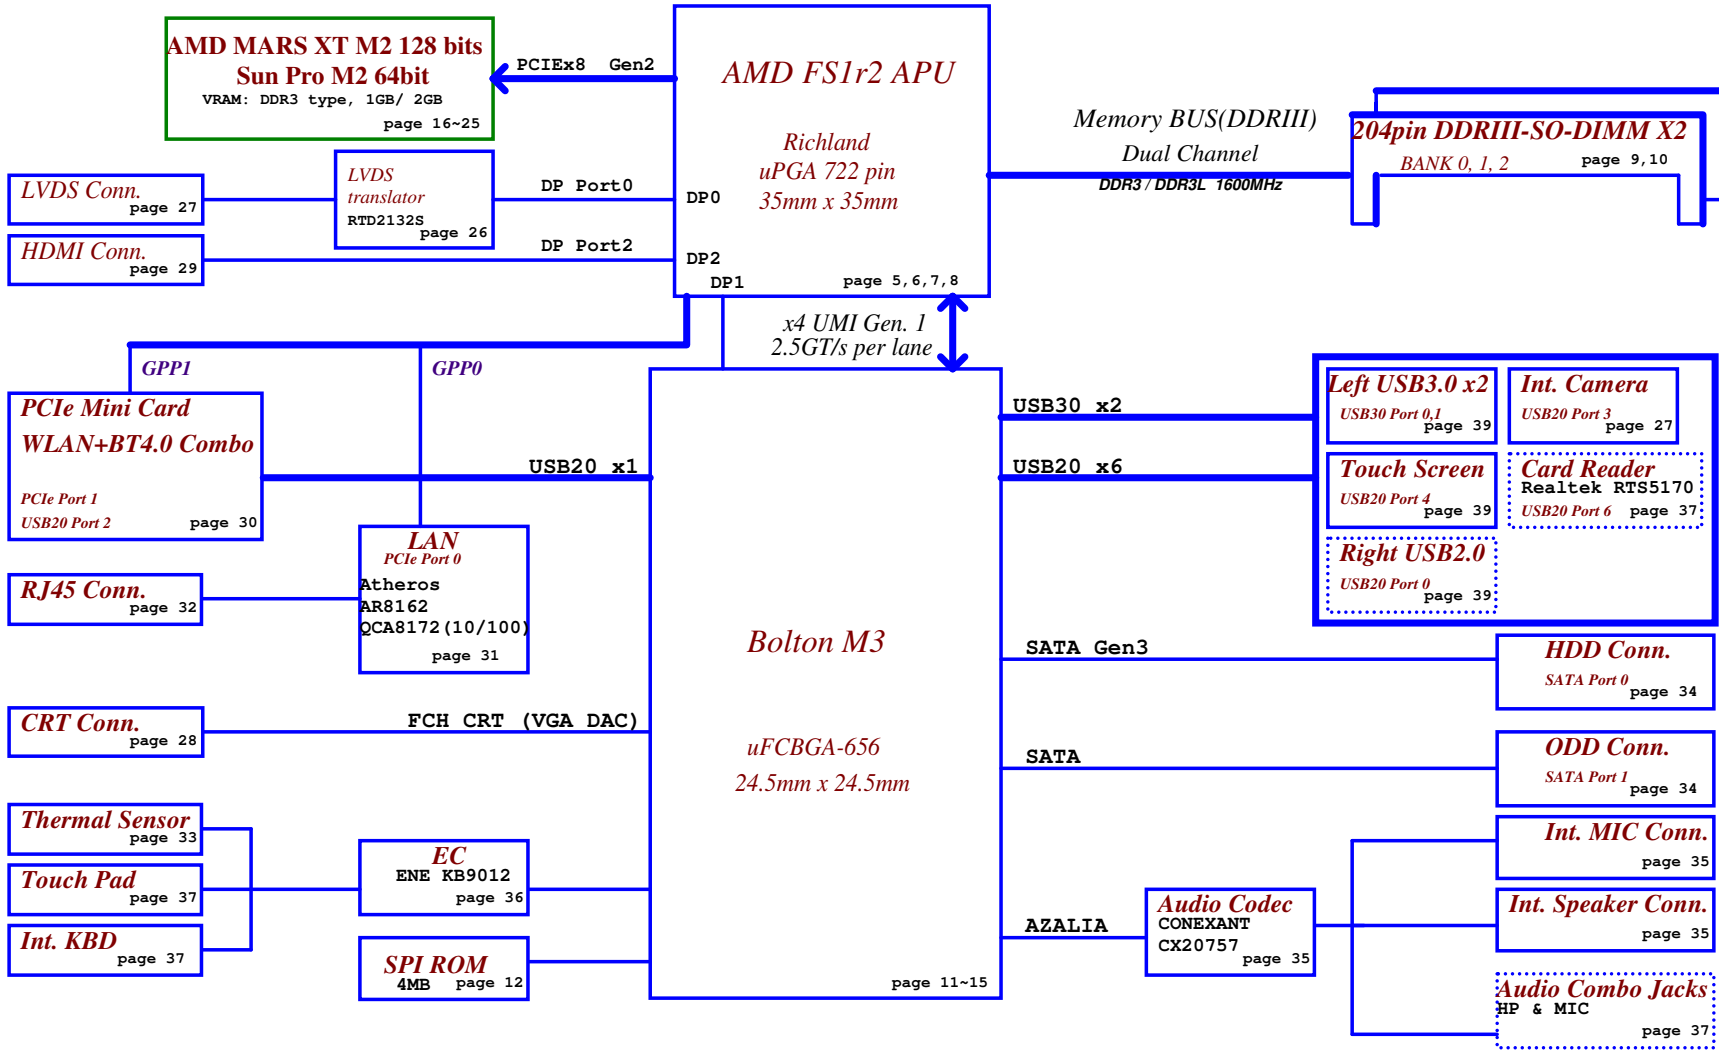 AMD MARS XT M2 128 bits
Sun Pro M2 64bit
VRAM: DDR3 type, 1GB/ 2GB
page 16~25
PCIEx8 Gen2
AMD FS1r2 APU
Richland
uPGA 722 pin
35mm x 35mm
DP0
DP2
DP1
page 5,6,7,8
Memory BUS(DDRIII)
Dual Channel
DDR3 / DDR3L 1600MHz
204pin DDRIII-SO-DIMM X2
BANK 0, 1, 2
page 9,10
LVDS Conn.
page 27
LVDS
translator
RTD2132S
page 26
DP Port0
HDMI Conn.
page 29
DP Port2
x4 UMI Gen. 1
2.5GT/s per lane
GPP1
GPP0
PCIe Mini Card
WLAN+BT4.0 Combo
PCIe Port 1
USB20 Port 2
page 30
USB20 x1
LAN
PCIe Port 0
Atheros
AR8162
QCA8172(10/100)
page 31
RJ45 Conn.
page 32
CRT Conn.
page 28
FCH CRT (VGA DAC)
Thermal Sensor
page 33
Touch Pad
page 37
Int. KBD
page 37
EC
ENE KB9012
page 36
SPI ROM
4MB page 12
Bolton M3
uFCBGA-656
24.5mm x 24.5mm
page 11~15
USB30 x2
USB20 x6
Left USB3.0 x2
USB30 Port 0,1
page 39
Int. Camera
USB20 Port 3
page 27
Touch Screen
USB20 Port 4
page 39
Card Reader
Realtek RTS5170
USB20 Port 6 page 37
Right USB2.0
USB20 Port 0
page 39
SATA Gen3
HDD Conn.
SATA Port 0
page 34
SATA
ODD Conn.
SATA Port 1
page 34
AZALIA
Audio Codec
CONEXANT
CX20757
page 35
Int. MIC Conn.
page 35
Int. Speaker Conn.
page 35
Audio Combo Jacks
HP & MIC
page 37